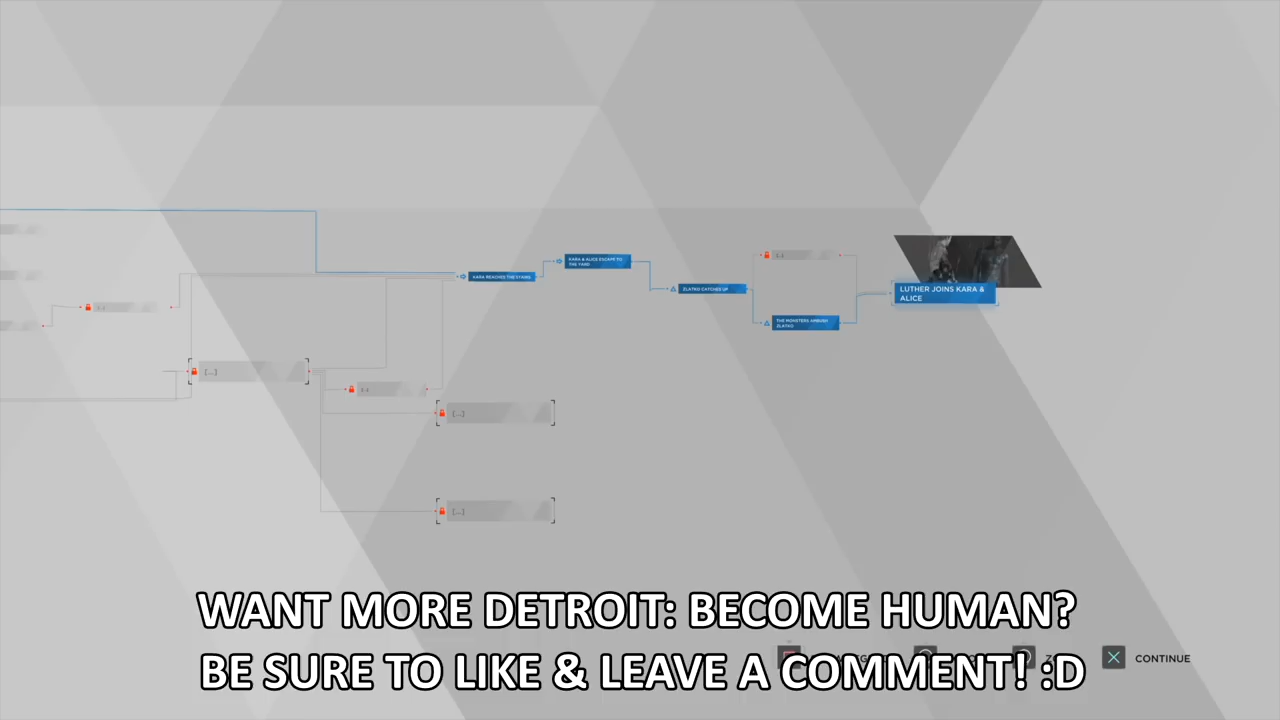 KARA REACHES THE STAIRS
KARA & ALICE ESCAPE TO
THE YARD
ZLATKO CATCHES UP
[...]
THE MONSTERS AMBUSH
ZLATKO
LUTHER JOINS KARA &
ALICE
[...]
[...]
[...]
[...]
[...]
WANT MORE DETROIT: BECOME HUMAN?
BE SURE TO LIKE & LEAVE A COMMENT! :D
CONTINUE